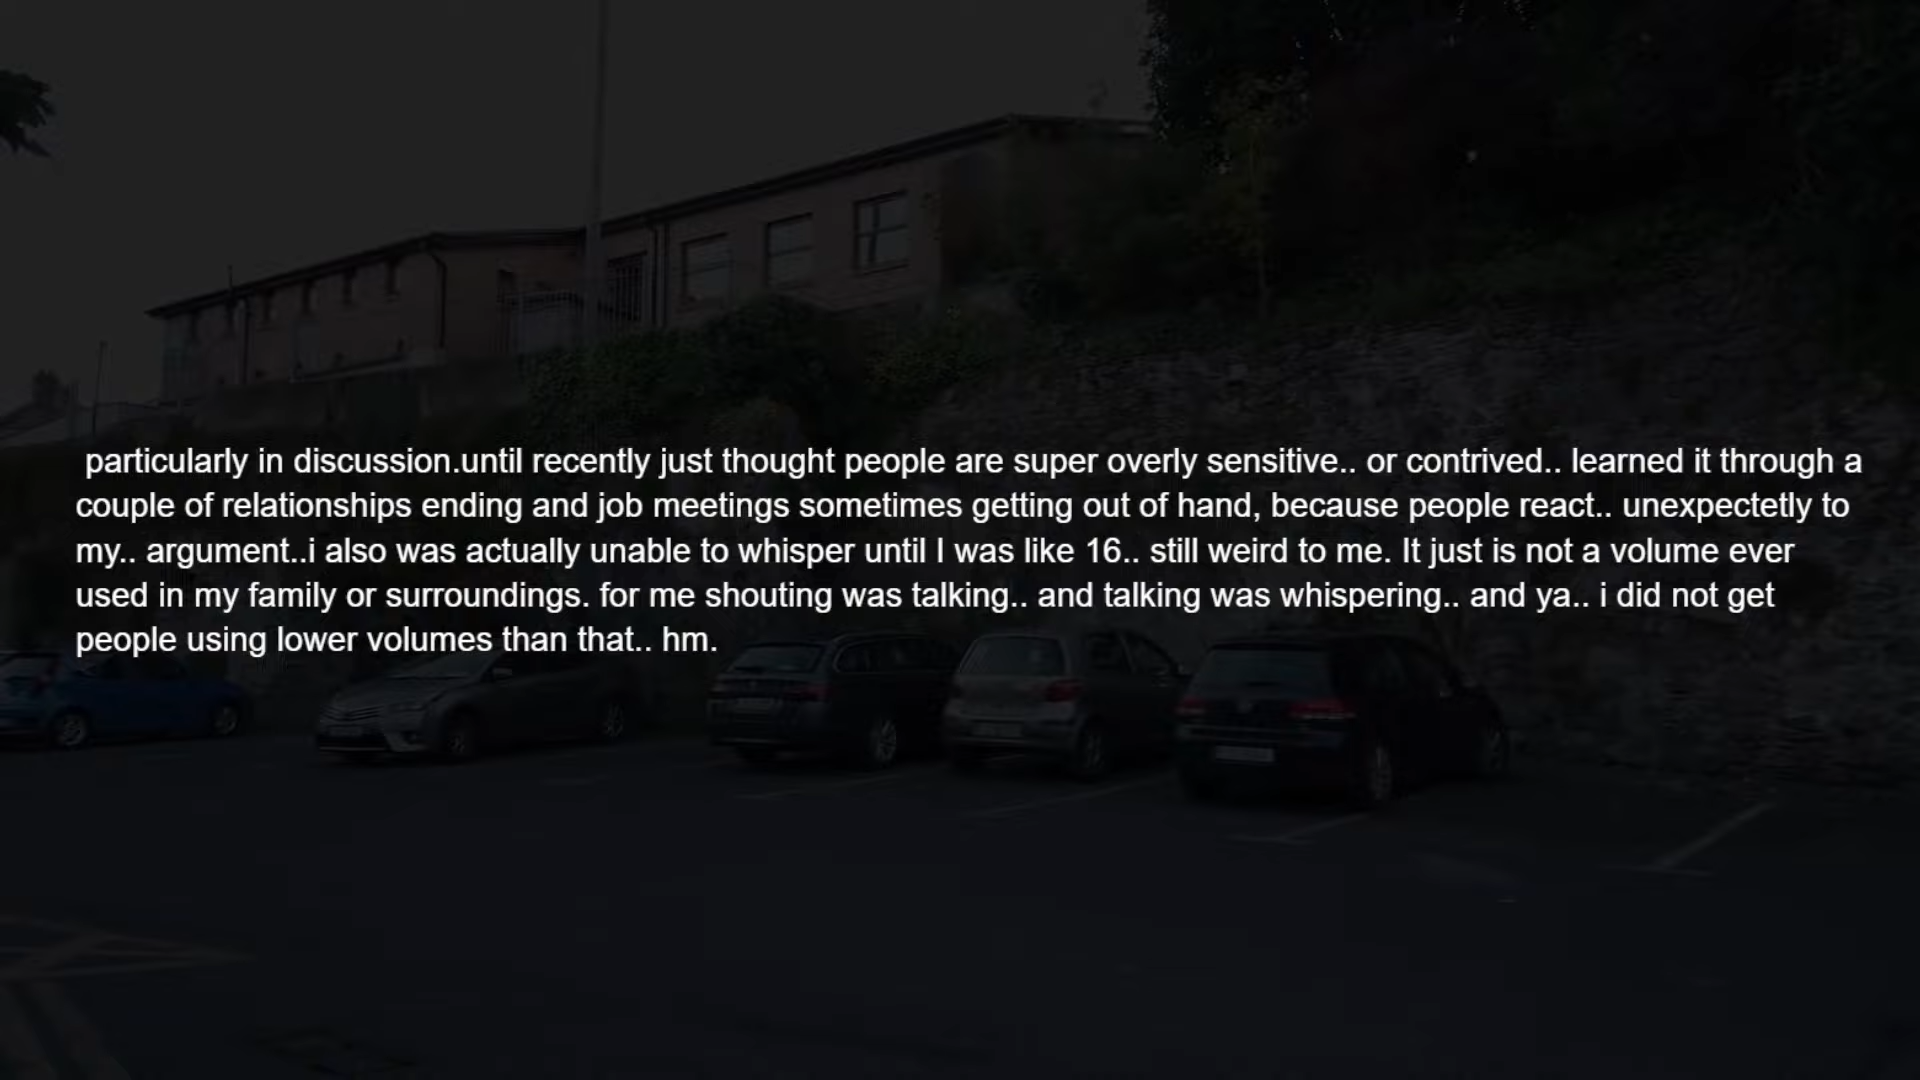 particularly in discussion.until recently just thought people are super overly sensitive.. or contrived.. learned it through a
couple of relationships ending and job meetings sometimes getting out of hand, because people react.. unexpectetly to
my.. argument..i also was actually unable to whisper until I was like 16.. still weird to me. It just is not a volume ever
used in my family or surroundings. for me shouting was talking.. and talking was whispering.. and ya.. i did not get
people using lower volumes than that.. hm.